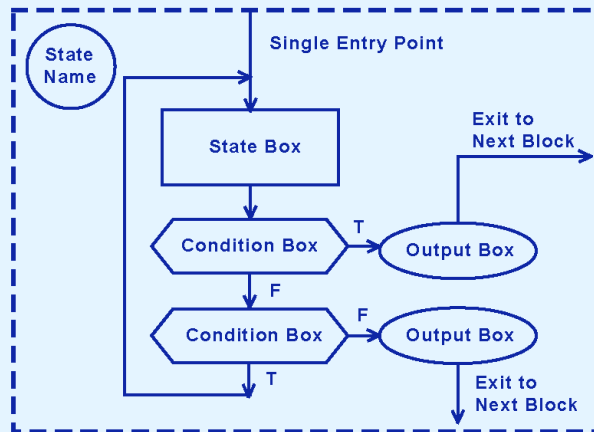 State
Name
Single Entry Point
State Box
Exit to
Next Block
Condition Box
T
Output Box
F
Condition Box
F
Output Box
T
Exit to
Next Block